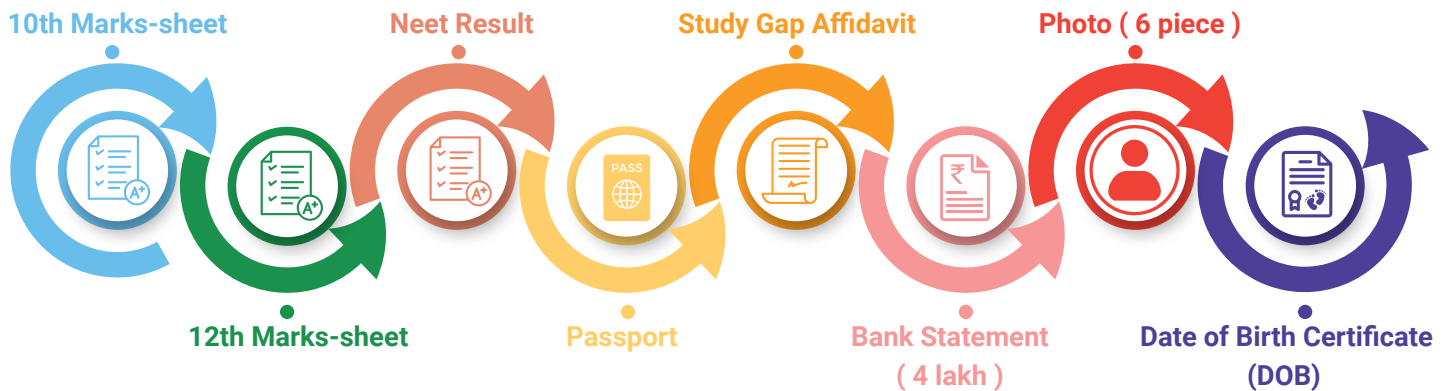 10th Marks-sheet
Neet Result
Study Gap Affidavit
Photo ( 6 piece )
A+
A+
A+
PASS
₹
12th Marks-sheet
Passport
Bank Statement
( 4 lakh )
Date of Birth Certificate
(DOB)